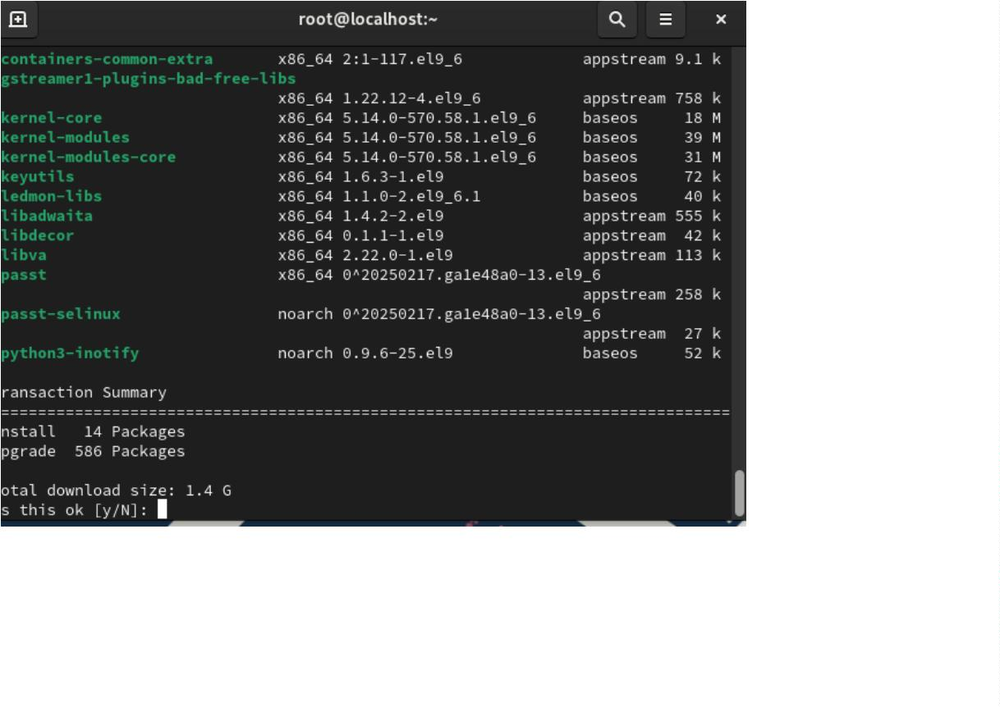 root@localhost:~
containers-common-extra x86_64 2:1-117.el9_6 appstream 9.1 k
gstreamer1-plugins-bad-free-libs
x86_64 1.22.12-4.el9_6 appstream 758 k
kernel-core x86_64 5.14.0-570.58.1.el9_6 baseos 18 M
kernel-modules x86_64 5.14.0-570.58.1.el9_6 baseos 39 M
kernel-modules-core x86_64 5.14.0-570.58.1.el9_6 baseos 31 M
keyutils x86_64 1.6.3-1.el9 baseos 72 k
ledmon-libs x86_64 1.1.0-2.el9_6.1 baseos 40 k
libadwaita x86_64 1.4.2-2.el9 appstream 555 k
libdecor x86_64 0.1.1-1.el9 appstream 42 k
libva x86_64 2.22.0-1.el9 appstream 113 k
passt x86_64 0^20250217.ga1e48a0-13.el9_6
appstream 258 k
passt-selinux noarch 0^20250217.ga1e48a0-13.el9_6
appstream 27 k
python3-inotify noarch 0.9.6-25.el9 baseos 52 k
ransaction Summary
================================================================================
nstall 14 Packages
pgrade 586 Packages
otal download size: 1.4 G
s this ok [y/N]: